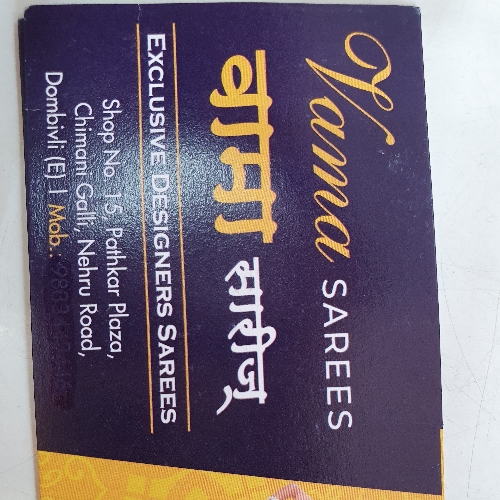 Vama SAREES
वामा सारीज़
EXCLUSIVE DESIGNERS SAREES
Shop No. 15, Pathkar Plaza,
Chimani Galli, Nehru Road,
Dombivli (E) | Mob.: